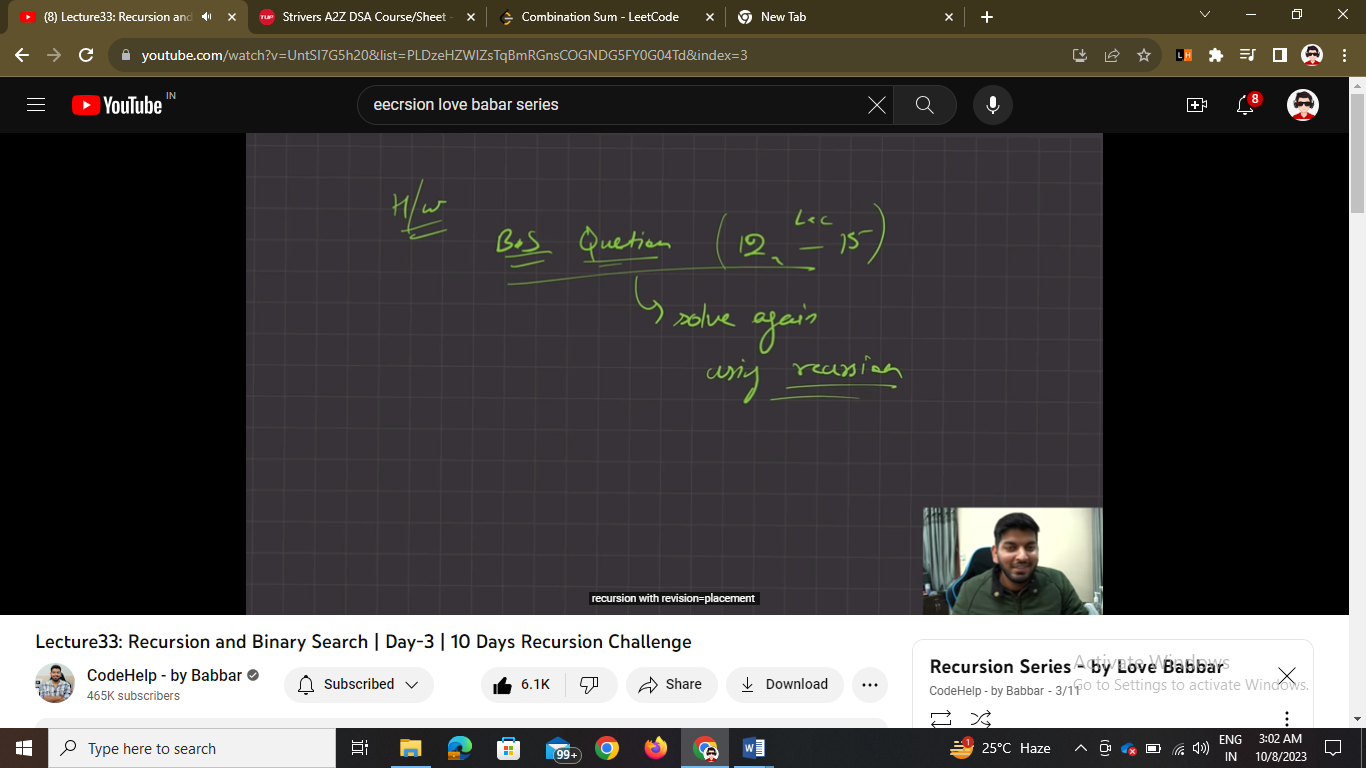 (8) Lecture33: Recursion and
Strivers A2Z DSA Course/Sheet -
Combination Sum - LeetCode
New Tab
youtube.com/watch?v=UntSI7G5h20&list=PLDzeHZWIZsTqBmRGnsCOGNDG5FY0G04Td&index=3
YouTube IN
eecrsion love babar series
8
H/w
B.S Question (12 — 15)
Lec
solve again
using recursion
recursion with revision=placement
Lecture33: Recursion and Binary Search | Day-3 | 10 Days Recursion Challenge
CodeHelp - by Babbar
465K subscribers
Subscribed
6.1K
Share
Download
Recursion Series - by Love Babbar
CodeHelp - by Babbar - 3/11
Activate Windows
Go to Settings to activate Windows.
Type here to search
99+
1
25°C Haze
ENG
IN
3:02 AM
10/8/2023